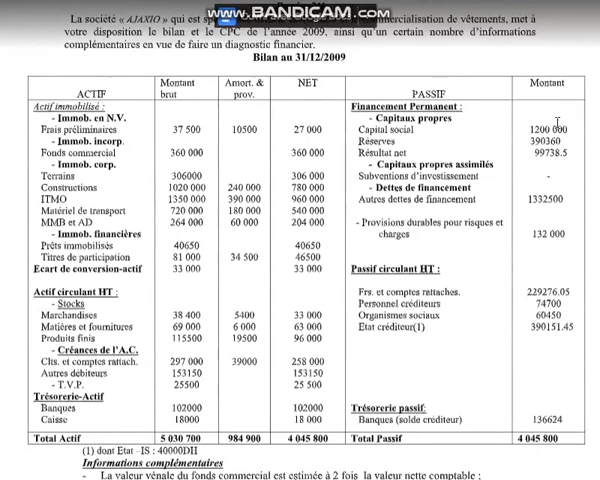 www.BANDICAM.com
La société « AJAXIO » qui est commercialisation de vêtements, met à
votre disposition le bilan et le CPC de l'année 2009, ainsi qu'un certain nombre d'informations
complémentaires en vue de faire un diagnostic financier.
Bilan au 31/12/2009
ACTIF Montant brut Amort. & prov. NET PASSIF Montant
Actif immobilisé : Financement Permanent :
- Immob. en N.V. - Capitaux propres
Frais préliminaires 37 500 10500 27 000 Capital social 1200 000
- Immob. incorp. Réserves 390360
Fonds commercial 360 000 360 000 Résultat net 99738.5
- Immob. corp. - Capitaux propres assimilés
Terrains 306000 306 000 Subventions d'investissement -
Constructions 1020 000 240 000 780 000 - Dettes de financement
ITMO 1350 000 390 000 960 000 Autres dettes de financement 1332500
Matériel de transport 720 000 180 000 540 000
MMB et AD 264 000 60 000 204 000 - Provisions durables pour risques et
- Immob. financières charges 132 000
Prêts immobilisés 40650 40650
Titres de participation 81 000 34 500 46500
Ecart de conversion-actif 33 000 33 000 Passif circulant HT :
Actif circulant HT : Frs. et comptes rattaches. 229276.05
- Stocks Personnel créditeurs 74700
Marchandises 38 400 5400 33 000 Organismes sociaux 60450
Matières et fournitures 69 000 6 000 63 000 Etat créditeur(1) 390151.45
Produits finis 115500 19500 96 000
- Créances de l'A.C.
Clts. et comptes rattach. 297 000 39000 258 000
Autres débiteurs 153150 153150
- T.V.P. 25500 25 500
Trésorerie-Actif
Banques 102000 102000 Trésorerie passif:
Caisse 18000 18 000 Banques (solde créditeur) 136624
Total Actif 5 030 700 984 900 4 045 800 Total Passif 4 045 800
(1) dont Etat –IS : 40000DH
Informations complémentaires
- La valeur vénale du fonds commercial est estimée à 2 fois la valeur nette comptable ;